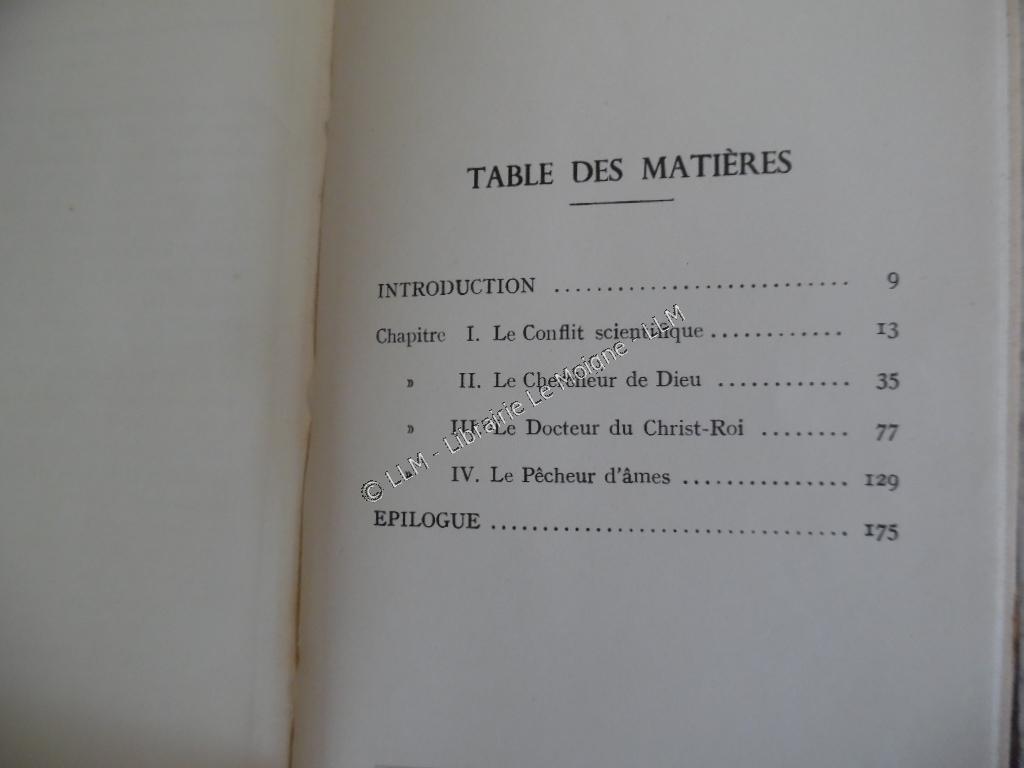 TABLE DES MATIÈRES
INTRODUCTION ............................ 9
Chapitre I. Le Conflit scientifique ............. 13
» II. Le Chercheur de Dieu ............. 35
» III. Le Docteur du Christ-Roi ........ 77
» IV. Le Pêcheur d'âmes ................ 129
EPILOGUE .................................. 175
© LLM - Librairie Le Moigne - LLM